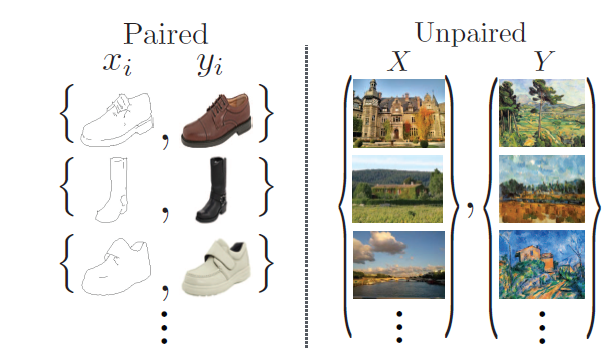 Paired
x_i y_i
Unpaired
X Y
{ , }
{ , }
{ , }
⋮
{ ⋮ } , { ⋮ }